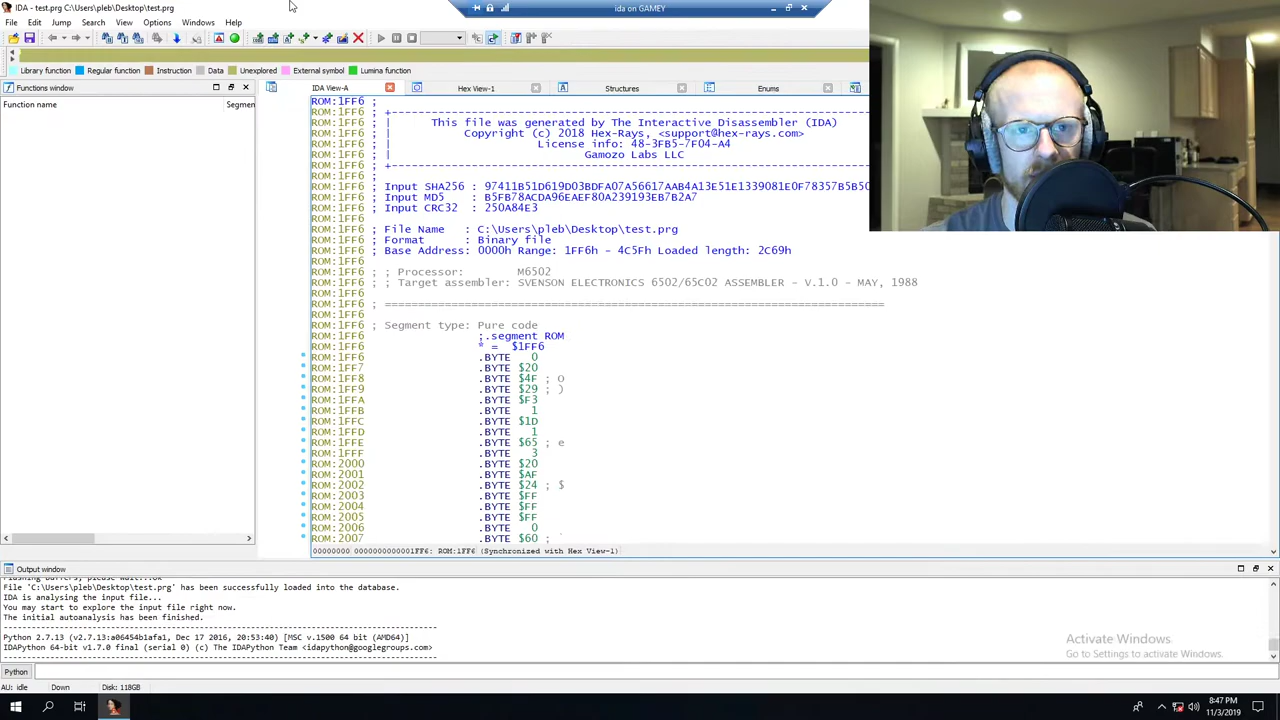 IDA - test.prg C:\Users\pleb\Desktop\test.prg
ida on GAMEY
File Edit Jump Search View Options Windows Help
Library function Regular function Instruction Data Unexplored External symbol Lumina function
Functions window
IDA View-A Hex View-1 Structures Enums
Function name Segmen
ROM:1FF6 ;
ROM:1FF6 ; +-------------------------------------------------------------------------
ROM:1FF6 ; | This file was generated by The Interactive Disassembler (IDA)
ROM:1FF6 ; | Copyright (c) 2018 Hex-Rays, <support@hex-rays.com>
ROM:1FF6 ; | License info: 48-3FB5-7F04-A4
ROM:1FF6 ; | Gamozo Labs LLC
ROM:1FF6 ; +-------------------------------------------------------------------------
ROM:1FF6 ;
ROM:1FF6 ; Input SHA256 : 97411B51D619D03BDFA07A56617AAB4A13E51E1339081E0F78357B5B50
ROM:1FF6 ; Input MD5 : B5FB78ACDA96EAEF80A239193EB7B2A7
ROM:1FF6 ; Input CRC32 : 250A84E3
ROM:1FF6
ROM:1FF6 ; File Name : C:\Users\pleb\Desktop\test.prg
ROM:1FF6 ; Format : Binary file
ROM:1FF6 ; Base Address: 0000h Range: 1FF6h - 4C5Fh Loaded length: 2C69h
ROM:1FF6
ROM:1FF6 ; ; Processor: M6502
ROM:1FF6 ; ; Target assembler: SVENSON ELECTRONICS 6502/65C02 ASSEMBLER - V.1.0 - MAY, 1988
ROM:1FF6
ROM:1FF6 ; ===========================================================================
ROM:1FF6
ROM:1FF6 ; Segment type: Pure code
ROM:1FF6 ;.segment ROM
ROM:1FF6 * = $1FF6
ROM:1FF6 .BYTE 0
ROM:1FF7 .BYTE $20
ROM:1FF8 .BYTE $4F ; O
ROM:1FF9 .BYTE $29 ; )
ROM:1FFA .BYTE $F3
ROM:1FFB .BYTE 1
ROM:1FFC .BYTE $1D
ROM:1FFD .BYTE 1
ROM:1FFE .BYTE $65 ; e
ROM:1FFF .BYTE 3
ROM:2000 .BYTE $20
ROM:2001 .BYTE $AF
ROM:2002 .BYTE $24 ; $
ROM:2003 .BYTE $FF
ROM:2004 .BYTE $FF
ROM:2005 .BYTE $FF
ROM:2006 .BYTE 0
ROM:2007 .BYTE $60 ; `
00000000 0000000000001FF6: ROM:1FF6 (Synchronized with Hex View-1)
Output window
Flushing buffers, please wait...ok
File 'C:\Users\pleb\Desktop\test.prg' has been successfully loaded into the database.
IDA is analysing the input file...
You may start to explore the input file right now.
The initial autoanalysis has been finished.
Python 2.7.13 (v2.7.13:a06454b1afa1, Dec 17 2016, 20:53:40) [MSC v.1500 64 bit (AMD64)]
IDAPython 64-bit v1.7.0 final (serial 0) (c) The IDAPython Team <idapython@googlegroups.com>
Activate Windows
Go to Settings to activate Windows.
Python
AU: idle Down Disk: 118GB
8:47 PM
11/3/2019